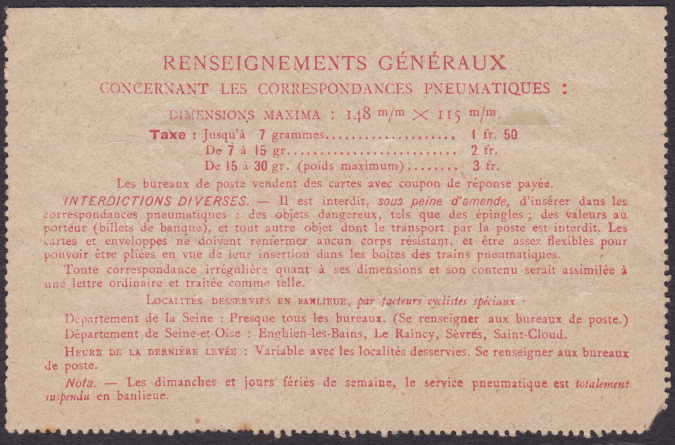 RENSEIGNEMENTS GÉNÉRAUX
CONCERNANT LES CORRESPONDANCES PNEUMATIQUES :
DIMENSIONS MAXIMA : 148 m/m × 115 m/m
Taxe : Jusqu'à 7 grammes.................... 1 fr. 50
De 7 à 15 gr......................... 2 fr.
De 15 à 30 gr. (poids maximum)........ 3 fr.
Les bureaux de poste vendent des cartes avec coupon de réponse payée.
INTERDICTIONS DIVERSES. — Il est interdit, sous peine d'amende, d'insérer dans les
correspondances pneumatiques : des objets dangereux, tels que des épingles ; des valeurs au
porteur (billets de banque), et tout autre objet dont le transport par la poste est interdit. Les
cartes et enveloppes ne doivent renfermer aucun corps résistant, et être assez flexibles pour
pouvoir être pliées en vue de leur insertion dans les boîtes des trains pneumatiques.
Toute correspondance irrégulière quant à ses dimensions et son contenu serait assimilée à
une lettre ordinaire et traitée comme telle.
LOCALITÉS DESSERVIES EN BANLIEUE, par facteurs cyclistes spéciaux :
Département de la Seine : Presque tous les bureaux. (Se renseigner aux bureaux de poste.)
Département de Seine-et-Oise : Enghien-les-Bains, Le Raincy, Sèvres, Saint-Cloud.
HEURE DE LA DERNIÈRE LEVÉE : Variable avec les localités desservies. Se renseigner aux bureaux
de poste.
Nota. — Les dimanches et jours fériés de semaine, le service pneumatique est totalement
suspendu en banlieue.